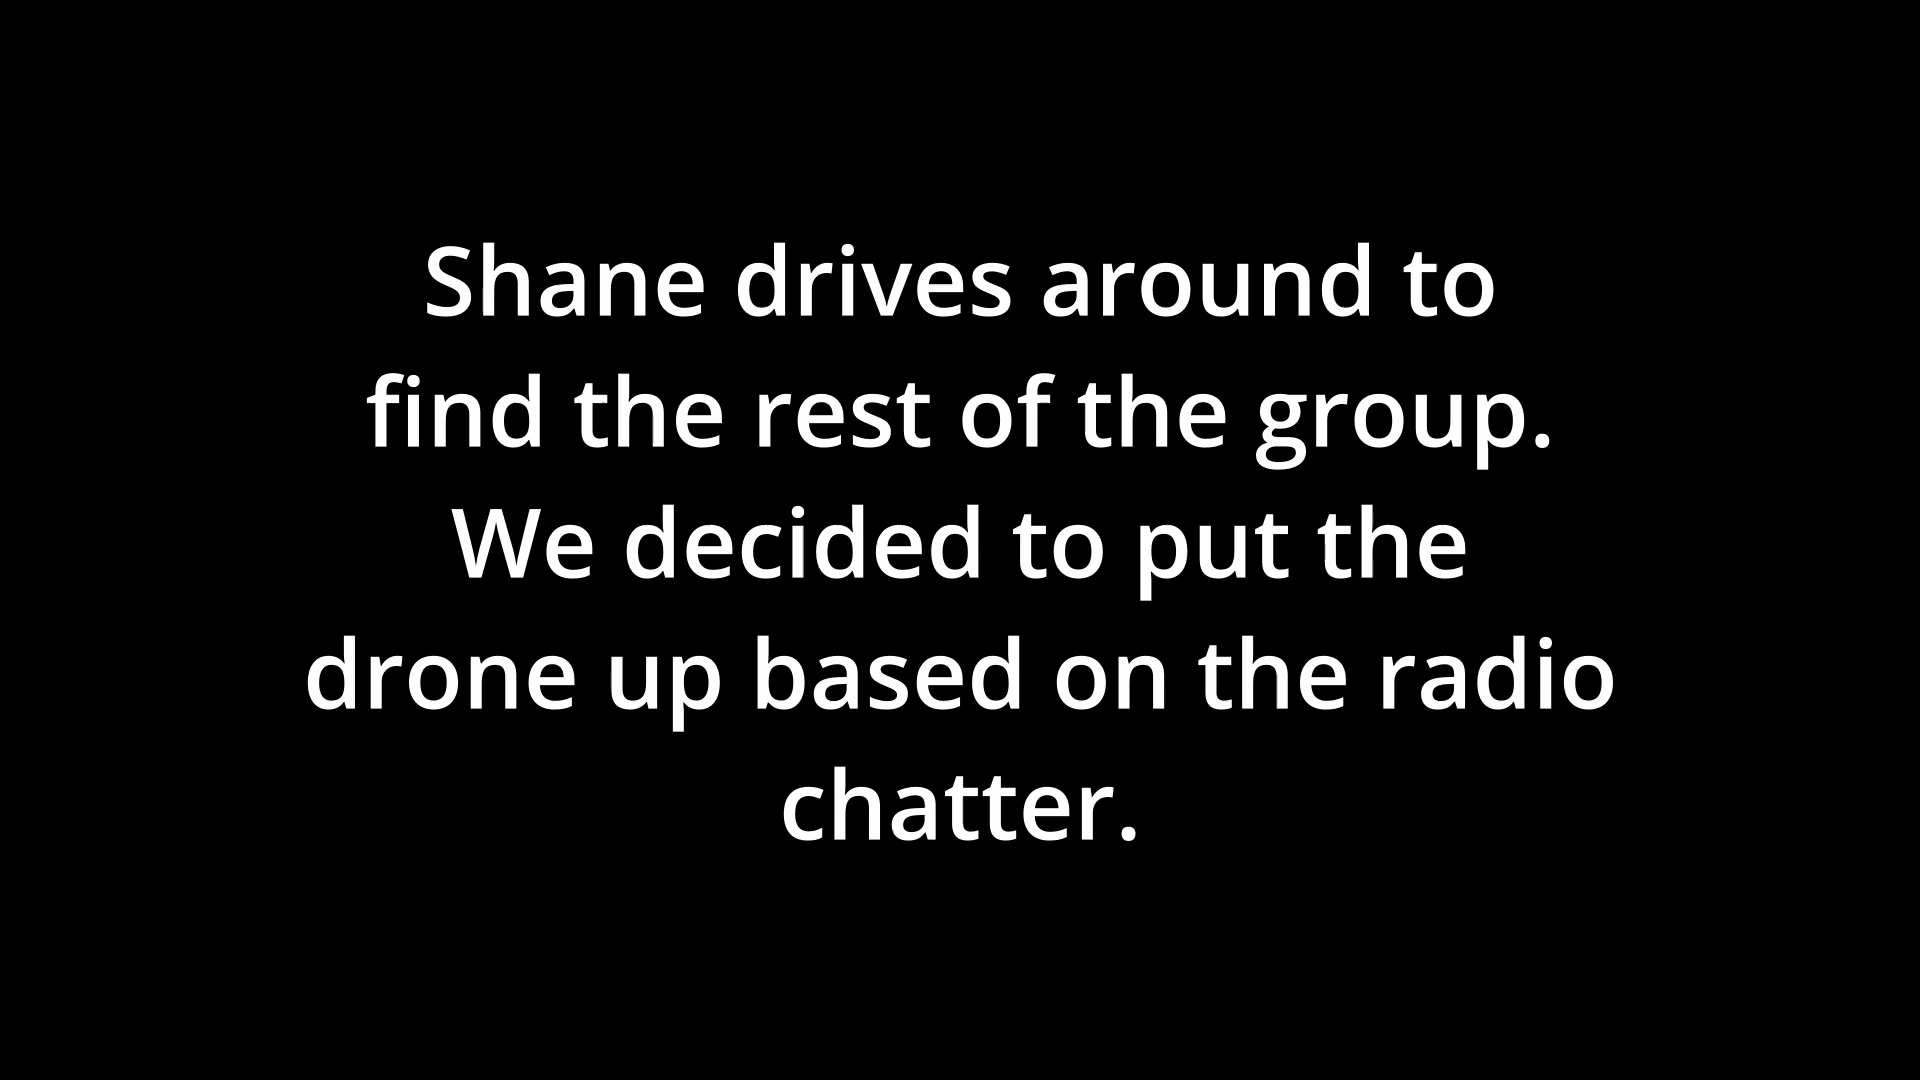 Shane drives around to
find the rest of the group.
We decided to put the
drone up based on the radio
chatter.